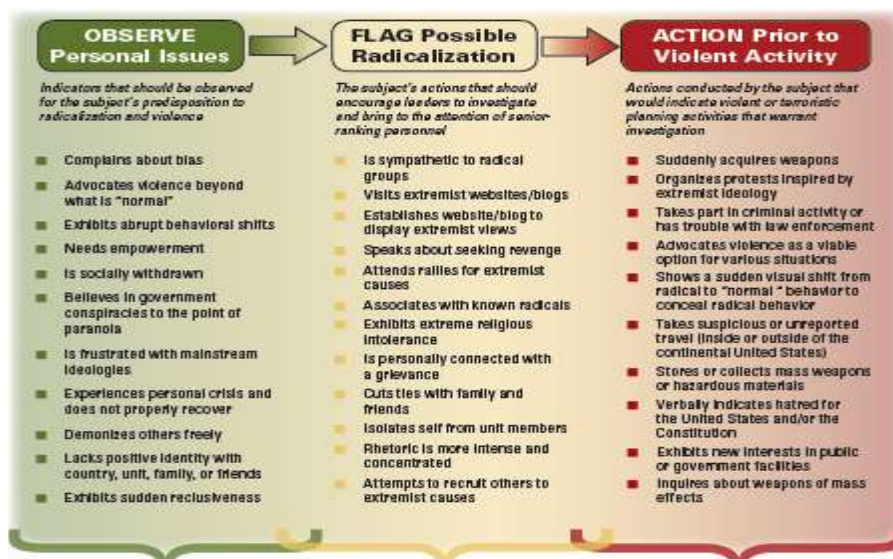 OBSERVE
Personal Issues
Indicators that should be observed
for the subject's predisposition to
radicalization and violence
Complains about bias
Advocates violence beyond
what is "normal"
Exhibits abrupt behavioral shifts
Needs empowerment
Is socially withdrawn
Believes in government
conspiracies to the point of
paranoia
Is frustrated with mainstream
ideologies
Experiences personal crisis and
does not properly recover
Demonizes others freely
Lacks positive identity with
country, unit, family, or friends
Exhibits sudden reclusiveness
FLAG Possible
Radicalization
The subject's actions that should
encourage leaders to investigate
and bring to the attention of senior-
ranking personnel
Is sympathetic to radical
groups
Visits extremist websites/blogs
Establishes website/blog to
display extremist views
Speaks about seeking revenge
Attends rallies for extremist
causes
Associates with known radicals
Exhibits extreme religious
intolerance
Is personally connected with
a grievance
Cuts ties with family and
friends
Isolates self from unit members
Rhetoric is more intense and
concentrated
Attempts to recruit others to
extremist causes
ACTION Prior to
Violent Activity
Actions conducted by the subject that
would indicate violent or terroristic
planning activities that warrant
investigation
Suddenly acquires weapons
Organizes protests inspired by
extremist ideology
Takes part in criminal activity or
has trouble with law enforcement
Advocates violence as a viable
option for various situations
Shows a sudden visual shift from
radical to "normal " behavior to
conceal radical behavior
Takes suspicious or unreported
travel (inside or outside of the
continental United States)
Stores or collects mass weapons
or hazardous materials
Verbally indicates hatred for
the United States and/or the
Constitution
Exhibits new interests in public
or government facilities
Inquires about weapons of mass
effects